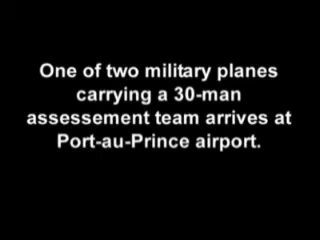 One of two military planes
carrying a 30-man
assessement team arrives at
Port-au-Prince airport.